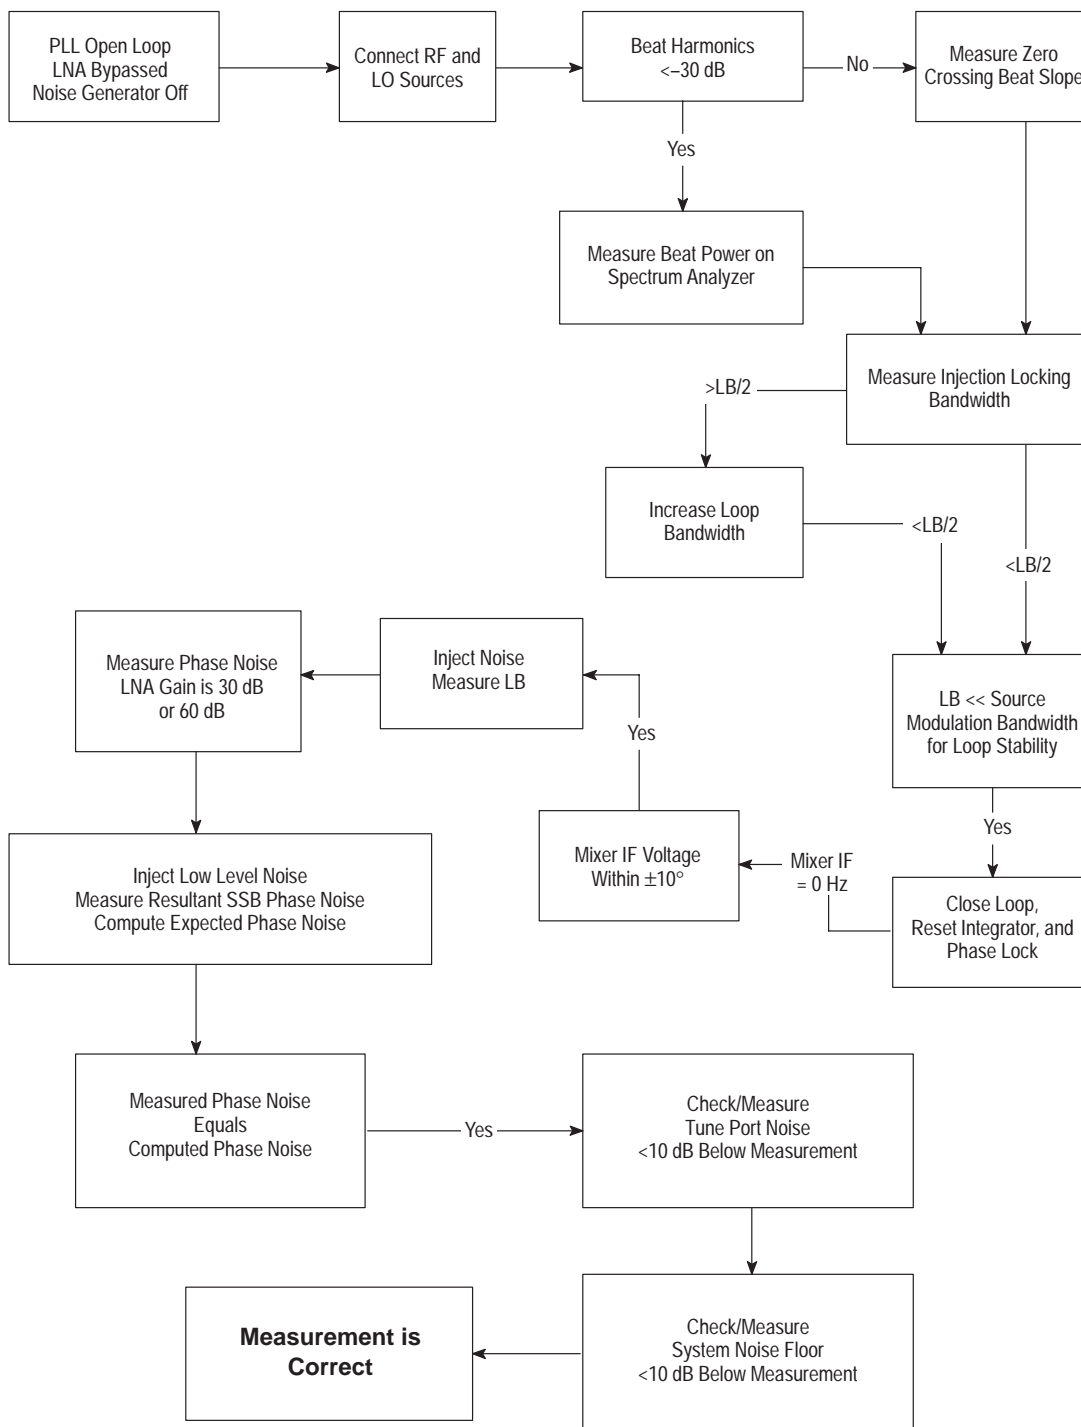 PLL Open Loop
LNA Bypassed
Noise Generator Off
Connect RF and
LO Sources
Beat Harmonics
<–30 dB
No
Measure Zero
Crossing Beat Slope
Yes
Measure Beat Power on
Spectrum Analyzer
Measure Injection Locking
Bandwidth
>LB/2
Increase Loop
Bandwidth
<LB/2
<LB/2
Measure Phase Noise
LNA Gain is 30 dB
or 60 dB
Inject Noise
Measure LB
LB << Source
Modulation Bandwidth
for Loop Stability
Yes
Yes
Inject Low Level Noise
Measure Resultant SSB Phase Noise
Compute Expected Phase Noise
Mixer IF Voltage
Within ±10°
Mixer IF
= 0 Hz
Close Loop,
Reset Integrator, and
Phase Lock
Measured Phase Noise
Equals
Computed Phase Noise
Yes
Check/Measure
Tune Port Noise
<10 dB Below Measurement
Measurement is
Correct
Check/Measure
System Noise Floor
<10 dB Below Measurement